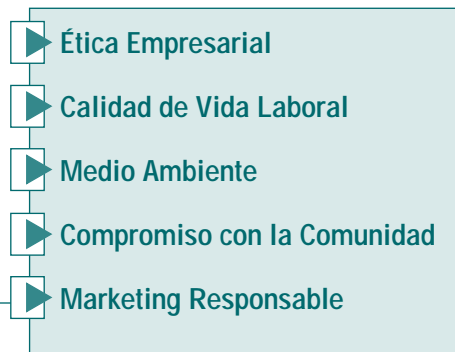 Ética Empresarial
Calidad de Vida Laboral
Medio Ambiente
Compromiso con la Comunidad
Marketing Responsable